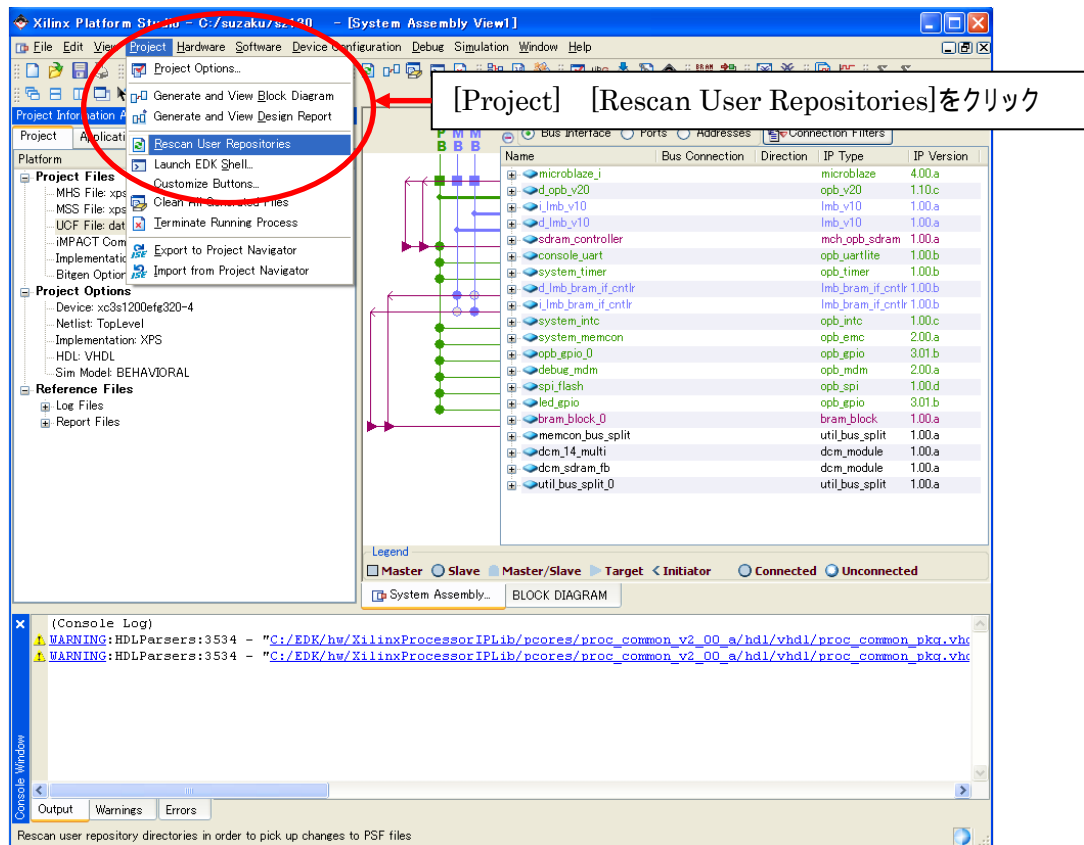 Xilinx Platform Studio - C:/suzaku/sz130 - [System Assembly View1]
File Edit View Project Hardware Software Device Configuration Debug Simulation Window Help
Project Options...
Generate and View Block Diagram
Generate and View Design Report
Rescan User Repositories
Launch EDK Shell...
Customize Buttons...
Clean All Generated Files
Terminate Running Process
Export to Project Navigator
Import from Project Navigator
[Project] [Rescan User Repositories]をクリック
Project Information A
Project Applicati
Platform
Project Files
MHS File: xps
MSS File: xps
UCF File: dat
iMPACT Com
Implementatio
Bitgen Option
Project Options
Device: xc3s1200efg320-4
Netlist: TopLevel
Implementation: XPS
HDL: VHDL
Sim Model: BEHAVIORAL
Reference Files
Log Files
Report Files
P M M
B B B
Bus Interface Ports Addresses Connection Filters
Name Bus Connection Direction IP Type IP Version
microblaze_i microblaze 4.00.a
d_opb_v20 opb_v20 1.10.c
i_lmb_v10 lmb_v10 1.00.a
d_lmb_v10 lmb_v10 1.00.a
sdram_controller mch_opb_sdram 1.00.a
console_uart opb_uartlite 1.00.b
system_timer opb_timer 1.00.b
d_lmb_bram_if_cntlr lmb_bram_if_cntlr 1.00.b
i_lmb_bram_if_cntlr lmb_bram_if_cntlr 1.00.b
system_intc opb_intc 1.00.c
system_memcon opb_emc 2.00.a
opb_gpio_0 opb_gpio 3.01.b
debug_mdm opb_mdm 2.00.a
spi_flash opb_spi 1.00.d
led_gpio opb_gpio 3.01.b
bram_block_0 bram_block 1.00.a
memcon_bus_split util_bus_split 1.00.a
dcm_14_multi dcm_module 1.00.a
dcm_sdram_fb dcm_module 1.00.a
util_bus_split_0 util_bus_split 1.00.a
Legend
Master Slave Master/Slave Target Initiator Connected Unconnected
System Assembly... BLOCK DIAGRAM
(Console Log)
WARNING:HDLParsers:3534 - "C:/EDK/hw/XilinxProcessorIPLib/pcores/proc_common_v2_00_a/hdl/vhdl/proc_common_pkg.vhd
WARNING:HDLParsers:3534 - "C:/EDK/hw/XilinxProcessorIPLib/pcores/proc_common_v2_00_a/hdl/vhdl/proc_common_pkg.vhd
Console Window
Output Warnings Errors
Rescan user repository directories in order to pick up changes to PSF files